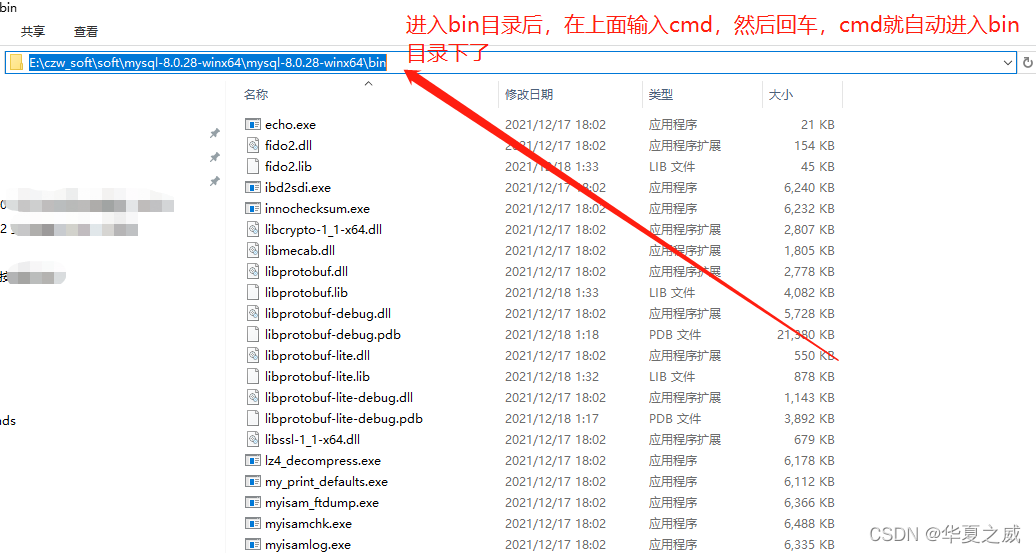 bin
共享 查看
进入bin目录后，在上面输入cmd，然后回车，cmd就自动进入bin
目录下了
E:\czw_soft\soft\mysql-8.0.28-winx64\mysql-8.0.28-winx64\bin
名称 修改日期 类型 大小
echo.exe 2021/12/17 18:02 应用程序 21 KB
fido2.dll 2021/12/17 18:02 应用程序扩展 154 KB
fido2.lib 2021/12/18 1:33 LIB 文件 45 KB
ibd2sdi.exe 2021/12/17 18:02 应用程序 6,240 KB
innochecksum.exe 2021/12/17 18:02 应用程序 6,232 KB
libcrypto-1_1-x64.dll 2021/12/17 18:02 应用程序扩展 2,807 KB
libmecab.dll 2021/12/17 18:02 应用程序扩展 1,805 KB
libprotobuf.dll 2021/12/17 18:02 应用程序扩展 2,778 KB
libprotobuf.lib 2021/12/18 1:33 LIB 文件 4,082 KB
libprotobuf-debug.dll 2021/12/17 18:02 应用程序扩展 5,728 KB
libprotobuf-debug.pdb 2021/12/18 1:18 PDB 文件 21,380 KB
libprotobuf-lite.dll 2021/12/17 18:02 应用程序扩展 550 KB
libprotobuf-lite.lib 2021/12/18 1:32 LIB 文件 878 KB
libprotobuf-lite-debug.dll 2021/12/17 18:02 应用程序扩展 1,143 KB
libprotobuf-lite-debug.pdb 2021/12/18 1:17 PDB 文件 3,892 KB
ads
libssl-1_1-x64.dll 2021/12/17 18:02 应用程序扩展 679 KB
lz4_decompress.exe 2021/12/17 18:02 应用程序 6,178 KB
my_print_defaults.exe 2021/12/17 18:02 应用程序 6,112 KB
myisam_ftdump.exe 2021/12/17 18:02 应用程序 6,366 KB
myisamchk.exe 2021/12/17 18:02 应用程序 6,488 KB
myisamlog.exe 2021/12/17 18:02 应用程序 6,335 KB
CSDN @华夏之威